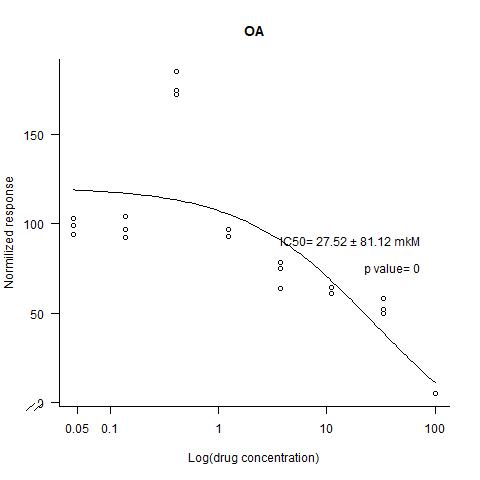 OA
Normilized response
150
100
50
0
IC50= 27.52 ± 81.12 mkM
p value= 0
0.05 0.1 1 10 100
Log(drug concentration)